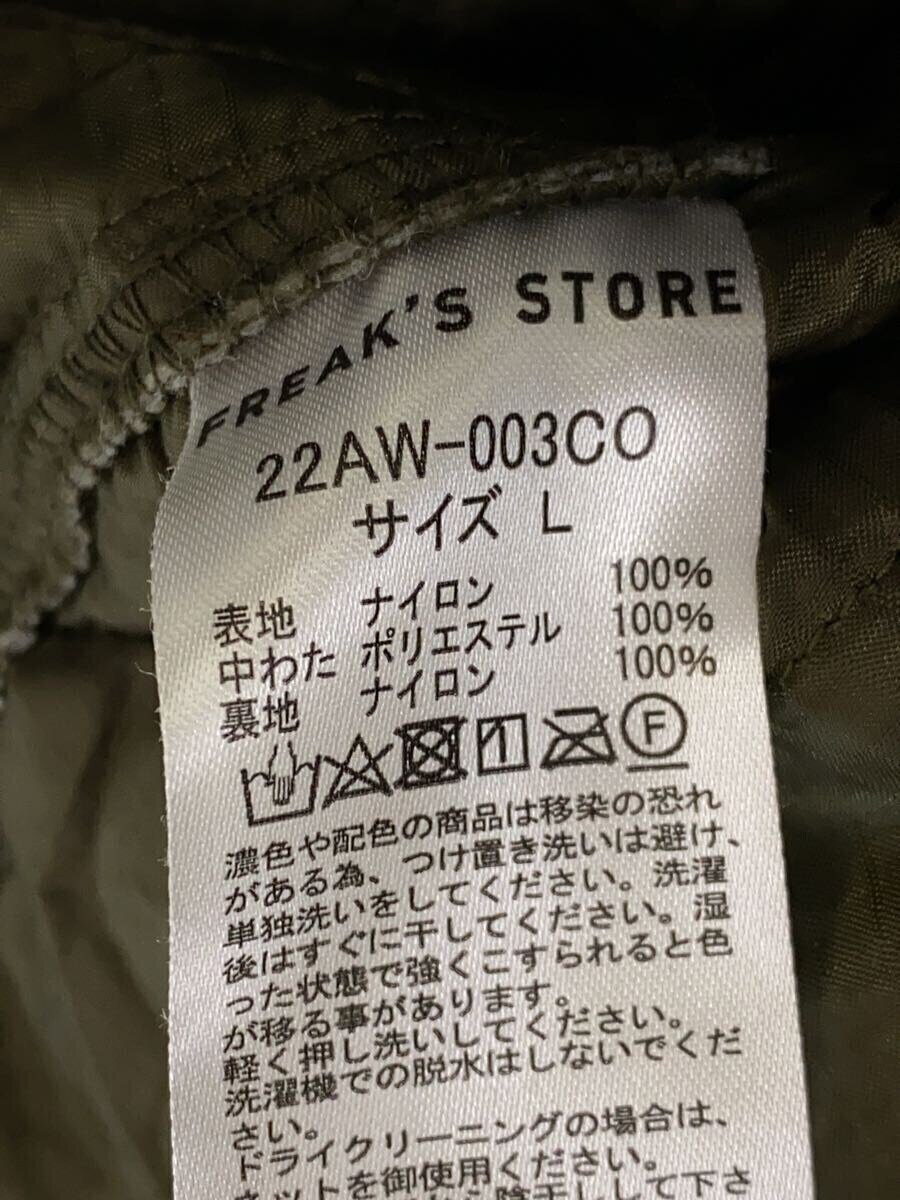 FREAK'S STORE
22AW-003CO
サイズ L
表地 ナイロン 100%
中わた ポリエステル 100%
裏地 ナイロン 100%
F
濃色や配色の商品は移染の恐れ
がある為、つけ置き洗いは避け、
単独洗いをしてください。洗濯
後はすぐに干してください。湿
った状態で強くこすられると色
が移る事があります。
軽く押し洗いしてください。
洗濯機での脱水はしないでくだ
さい。
ドライクリーニングの場合は、
ネットを御使用ください。
陰干しして下さ